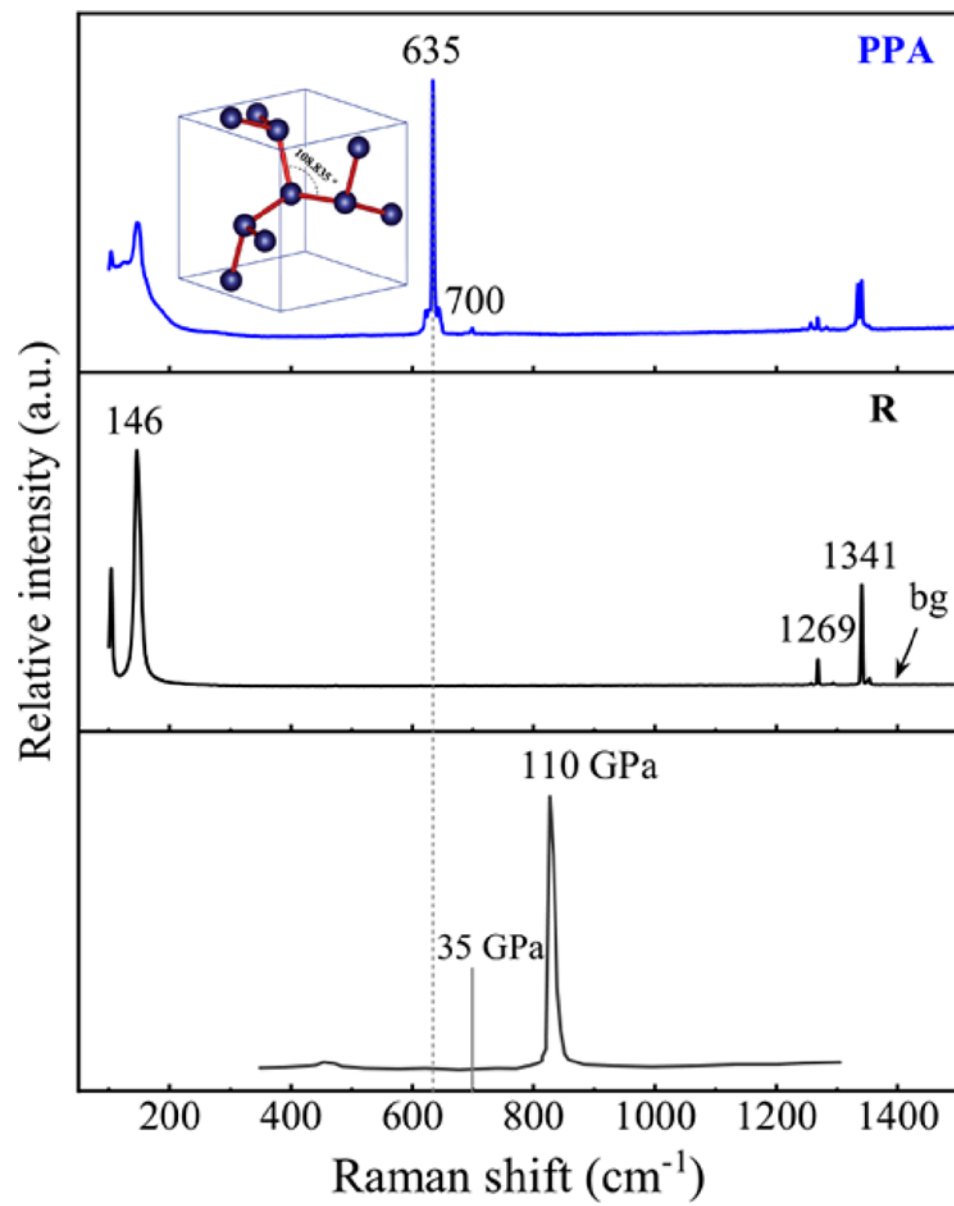 635
PPA
108.835°
700
Relative intensity (a.u.)
146
R
1341
1269
bg
110 GPa
35 GPa
200 400 600 800 1000 1200 1400
Raman shift (cm⁻¹)